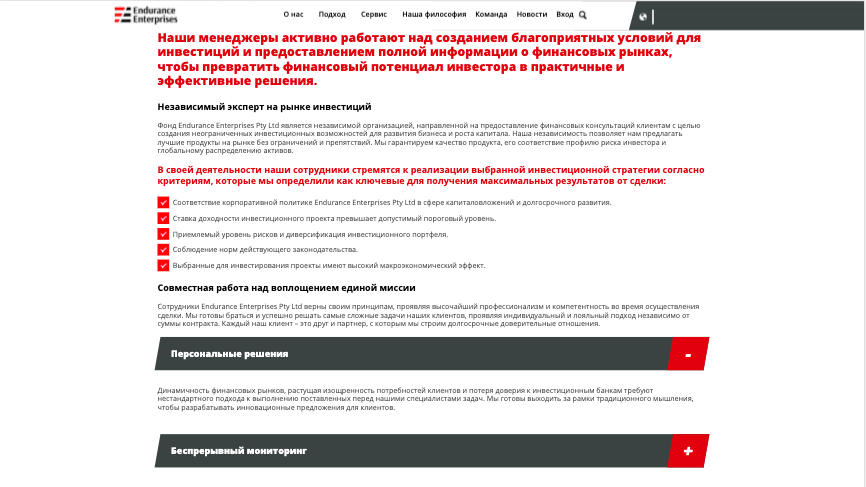 Endurance
Enterprises
О нас Подход Сервис Наша философия Команда Новости Вход
Наши менеджеры активно работают над созданием благоприятных условий для
инвестиций и предоставлением полной информации о финансовых рынках,
чтобы превратить финансовый потенциал инвестора в практичные и
эффективные решения.
Независимый эксперт на рынке инвестиций
Фонд Endurance Enterprises Pty Ltd является независимой организацией, направленной на предоставление финансовых консультаций клиентам с целью
создания неограниченных инвестиционных возможностей для развития бизнеса и роста капитала. Наша независимость позволяет нам предлагать
лучшие продукты на рынке без ограничений и препятствий. Мы гарантируем качество продукта, его соответствие профилю риска инвестора и
глобальному распределению активов.
В своей деятельности наши сотрудники стремятся к реализации выбранной инвестиционной стратегии согласно
критериям, которые мы определили как ключевые для получения максимальных результатов от сделки:
Соответствие корпоративной политике Endurance Enterprises Pty Ltd в сфере капиталовложений и долгосрочного развития.
Ставка доходности инвестиционного проекта превышает допустимый пороговый уровень.
Приемлемый уровень рисков и диверсификация инвестиционного портфеля.
Соблюдение норм действующего законодательства.
Выбранные для инвестирования проекты имеют высокий макроэкономический эффект.
Совместная работа над воплощением единой миссии
Сотрудники Endurance Enterprises Pty Ltd верны своим принципам, проявляя высочайший профессионализм и компетентность во время осуществления
сделки. Мы готовы браться и успешно решать самые сложные задачи наших клиентов, проявляя индивидуальный и лояльный подход независимо от
суммы контракта. Каждый наш клиент – это друг и партнер, с которым мы строим долгосрочные доверительные отношения.
Персональные решения -
Динамичность финансовых рынков, растущая изощренность потребностей клиентов и потеря доверия к инвестиционным банкам требуют
нестандартного подхода к выполнению поставленных перед нашими специалистами задач. Мы готовы выходить за рамки традиционного мышления,
чтобы разрабатывать инновационные предложения для клиентов.
Беспрерывный мониторинг +